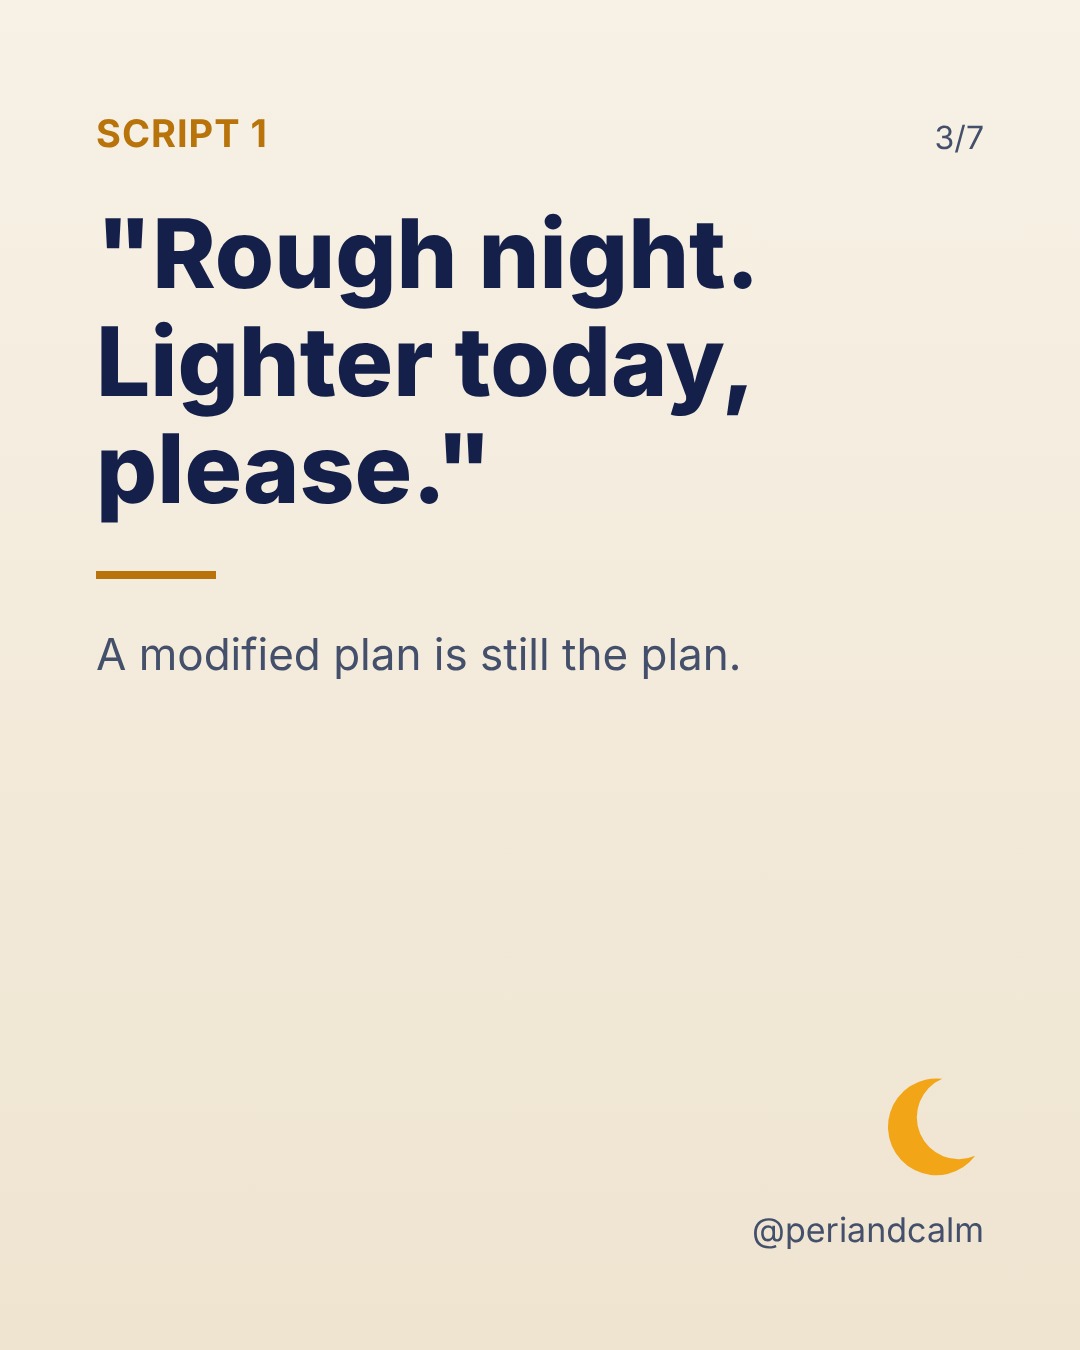 SCRIPT 1
3/7
"Rough night.
Lighter today,
please."
A modified plan is still the plan.
@periandcalm